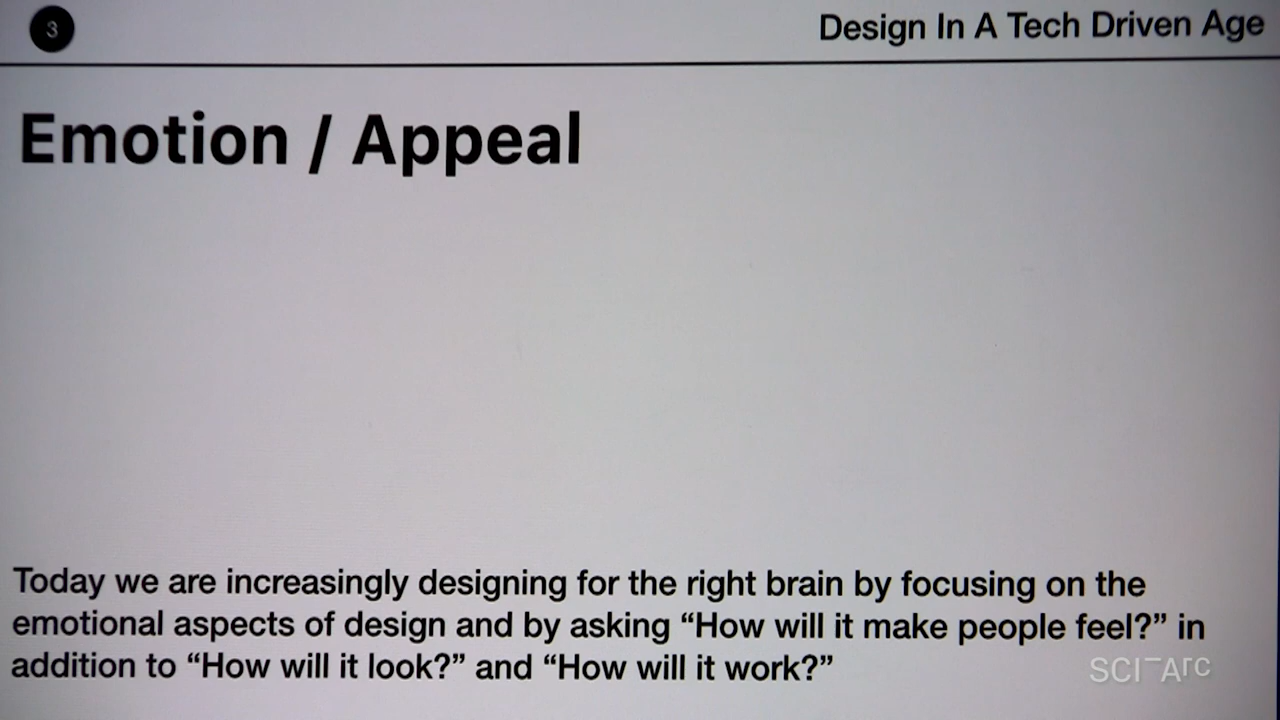 3
Design In A Tech Driven Age
Emotion / Appeal
Today we are increasingly designing for the right brain by focusing on the
emotional aspects of design and by asking “How will it make people feel?” in
addition to “How will it look?” and “How will it work?”
SCI-Arc